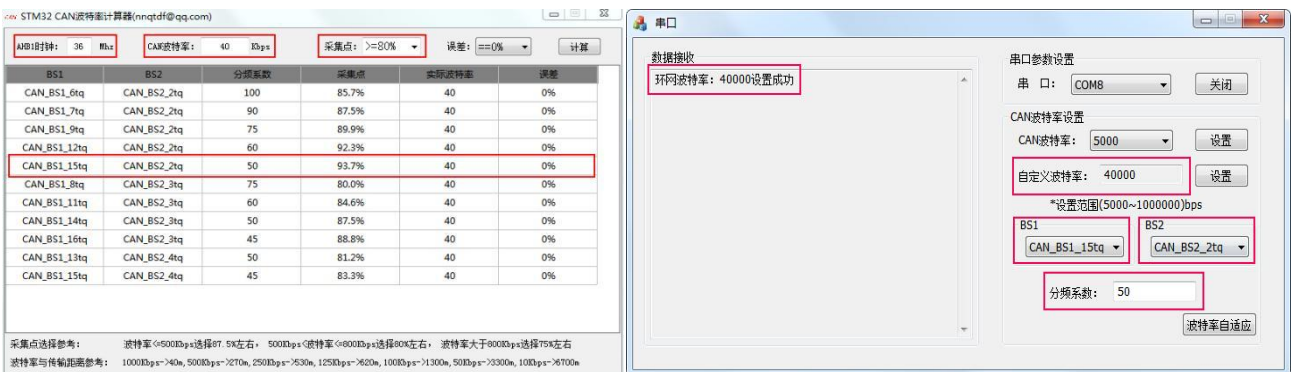 STM32 CAN波特率计算器(nnqtdf@qq.com)
AHB1时钟: 36 Mhz CAN波特率: 40 Kbps 采集点: >=80% 误差: ==0% 计算
BS1 BS2 分频系数 采集点 实际波特率 误差
CAN_BS1_6tq CAN_BS2_2tq 100 85.7% 40 0%
CAN_BS1_7tq CAN_BS2_2tq 90 87.5% 40 0%
CAN_BS1_9tq CAN_BS2_2tq 75 89.9% 40 0%
CAN_BS1_12tq CAN_BS2_2tq 60 92.3% 40 0%
CAN_BS1_15tq CAN_BS2_2tq 50 93.7% 40 0%
CAN_BS1_8tq CAN_BS2_3tq 75 80.0% 40 0%
CAN_BS1_11tq CAN_BS2_3tq 60 84.6% 40 0%
CAN_BS1_14tq CAN_BS2_3tq 50 87.5% 40 0%
CAN_BS1_16tq CAN_BS2_3tq 45 88.8% 40 0%
CAN_BS1_13tq CAN_BS2_4tq 50 81.2% 40 0%
CAN_BS1_15tq CAN_BS2_4tq 45 83.3% 40 0%
采集点选择参考: 波特率<=500Kbps选择87.5%左右, 500Kbps<波特率<=800Kbps选择80%左右, 波特率大于800Kbps选择75%左右
波特率与传输距离参考: 1000Kbps->40m,500Kbps->270m,250Kbps->530m,125Kbps->620m,100Kbps->1300m,50Kbps->3300m,10Kbps->6700m
串口
数据接收
环网波特率: 40000设置成功
串口参数设置
串 口: COM8 关闭
CAN波特率设置
CAN波特率: 5000 设置
自定义波特率: 40000 设置
*设置范围(5000~1000000)bps
BS1 BS2
CAN_BS1_15tq CAN_BS2_2tq
分频系数: 50
波特率自适应